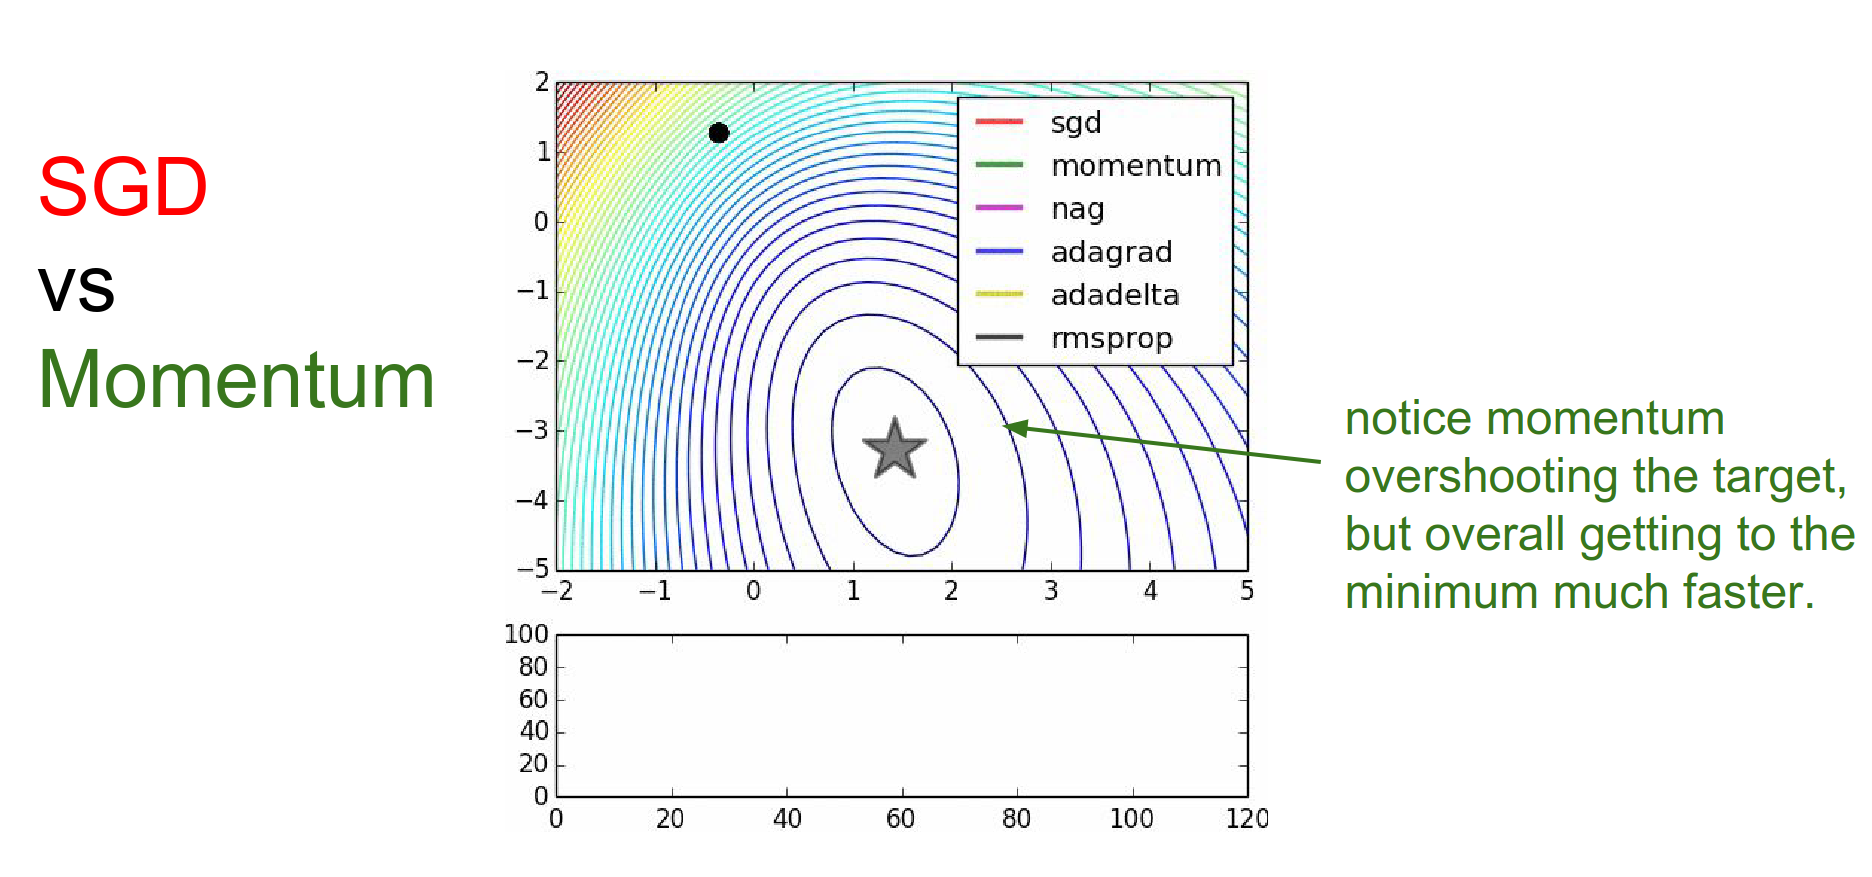 SGD
vs
Momentum
2
1
0
−1
−2
−3
−4
−5
−2 −1 0 1 2 3 4 5
sgd
momentum
nag
adagrad
adadelta
rmsprop
notice momentum
overshooting the target,
but overall getting to the
minimum much faster.
100
80
60
40
20
0
0 20 40 60 80 100 120